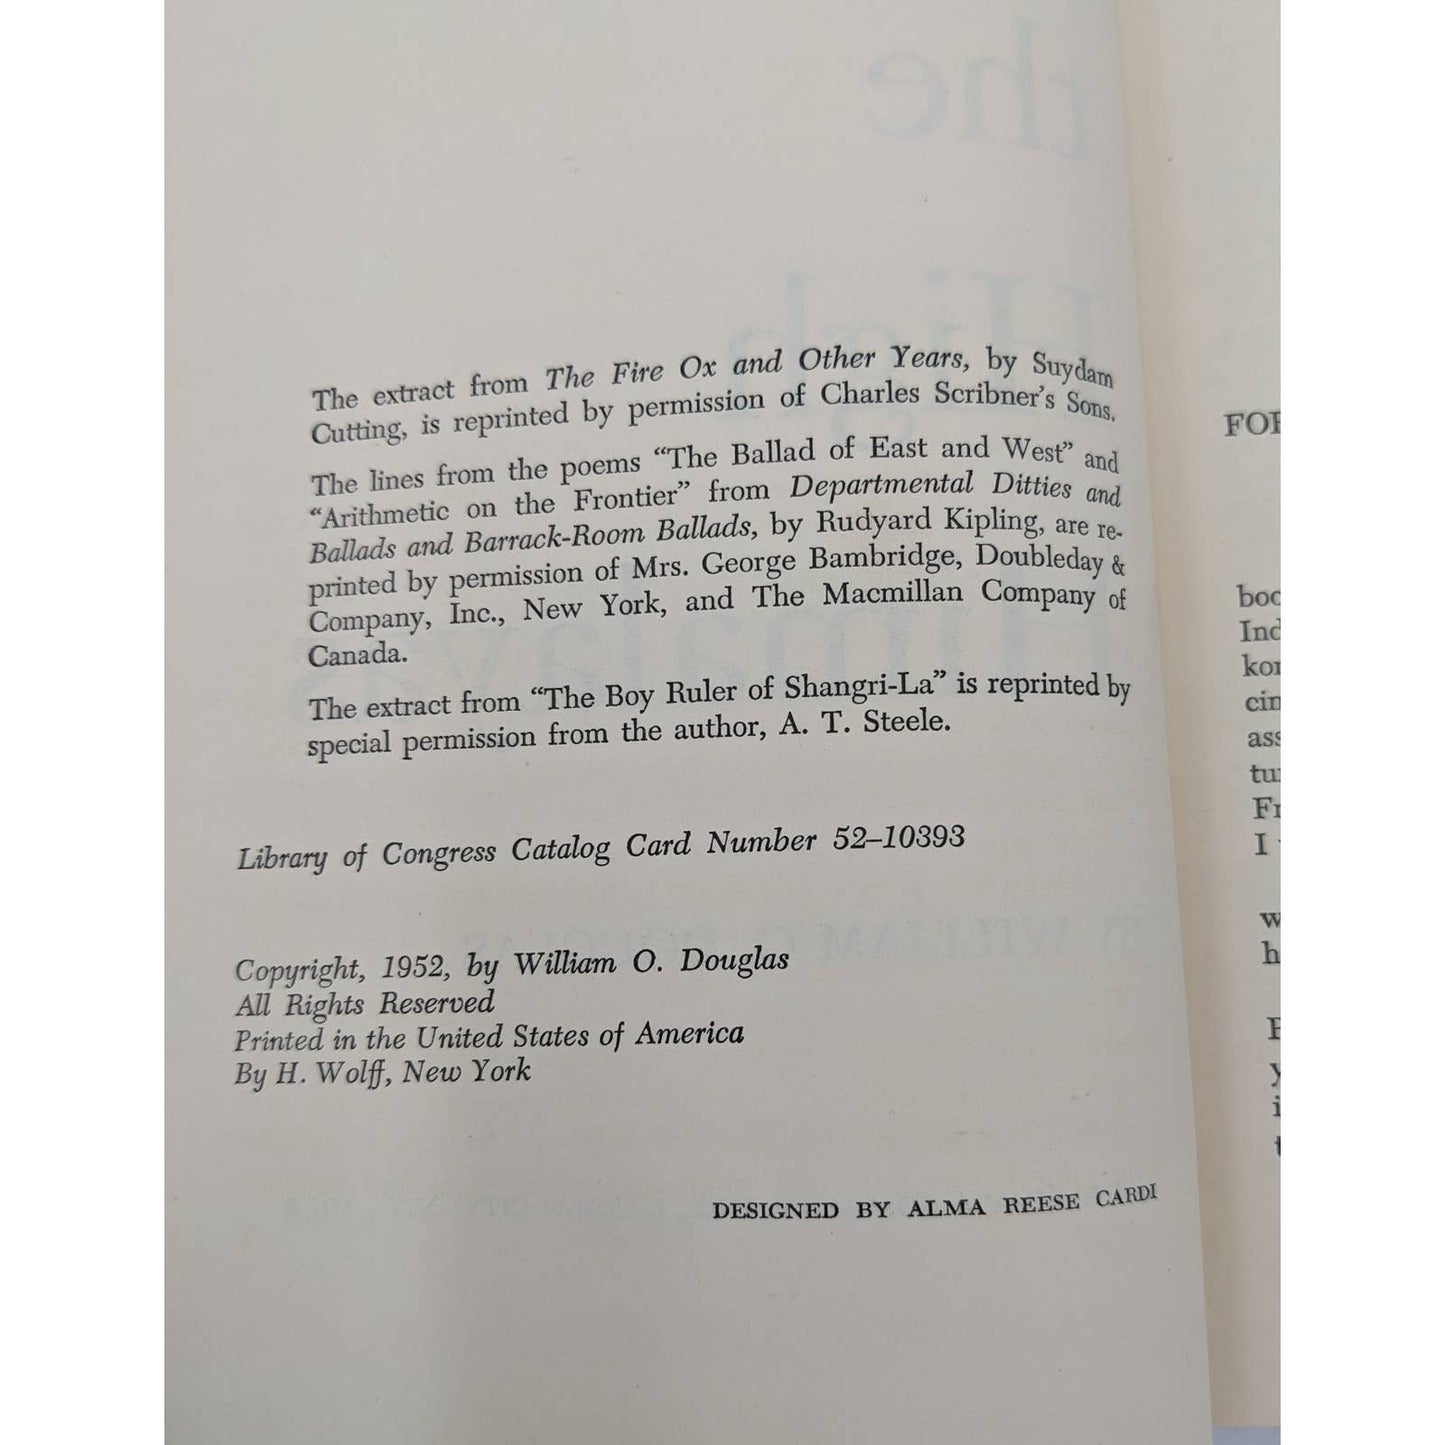 The extract from The Fire Ox and Other Years, by Suydam
Cutting, is reprinted by permission of Charles Scribner's Sons.
The lines from the poems “The Ballad of East and West” and
“Arithmetic on the Frontier” from Departmental Ditties and
Ballads and Barrack-Room Ballads, by Rudyard Kipling, are re-
printed by permission of Mrs. George Bambridge, Doubleday &
Company, Inc., New York, and The Macmillan Company of
Canada.
The extract from “The Boy Ruler of Shangri-La” is reprinted by
special permission from the author, A. T. Steele.
Library of Congress Catalog Card Number 52–10393
Copyright, 1952, by William O. Douglas
All Rights Reserved
Printed in the United States of America
By H. Wolff, New York
DESIGNED BY ALMA REESE CARDI